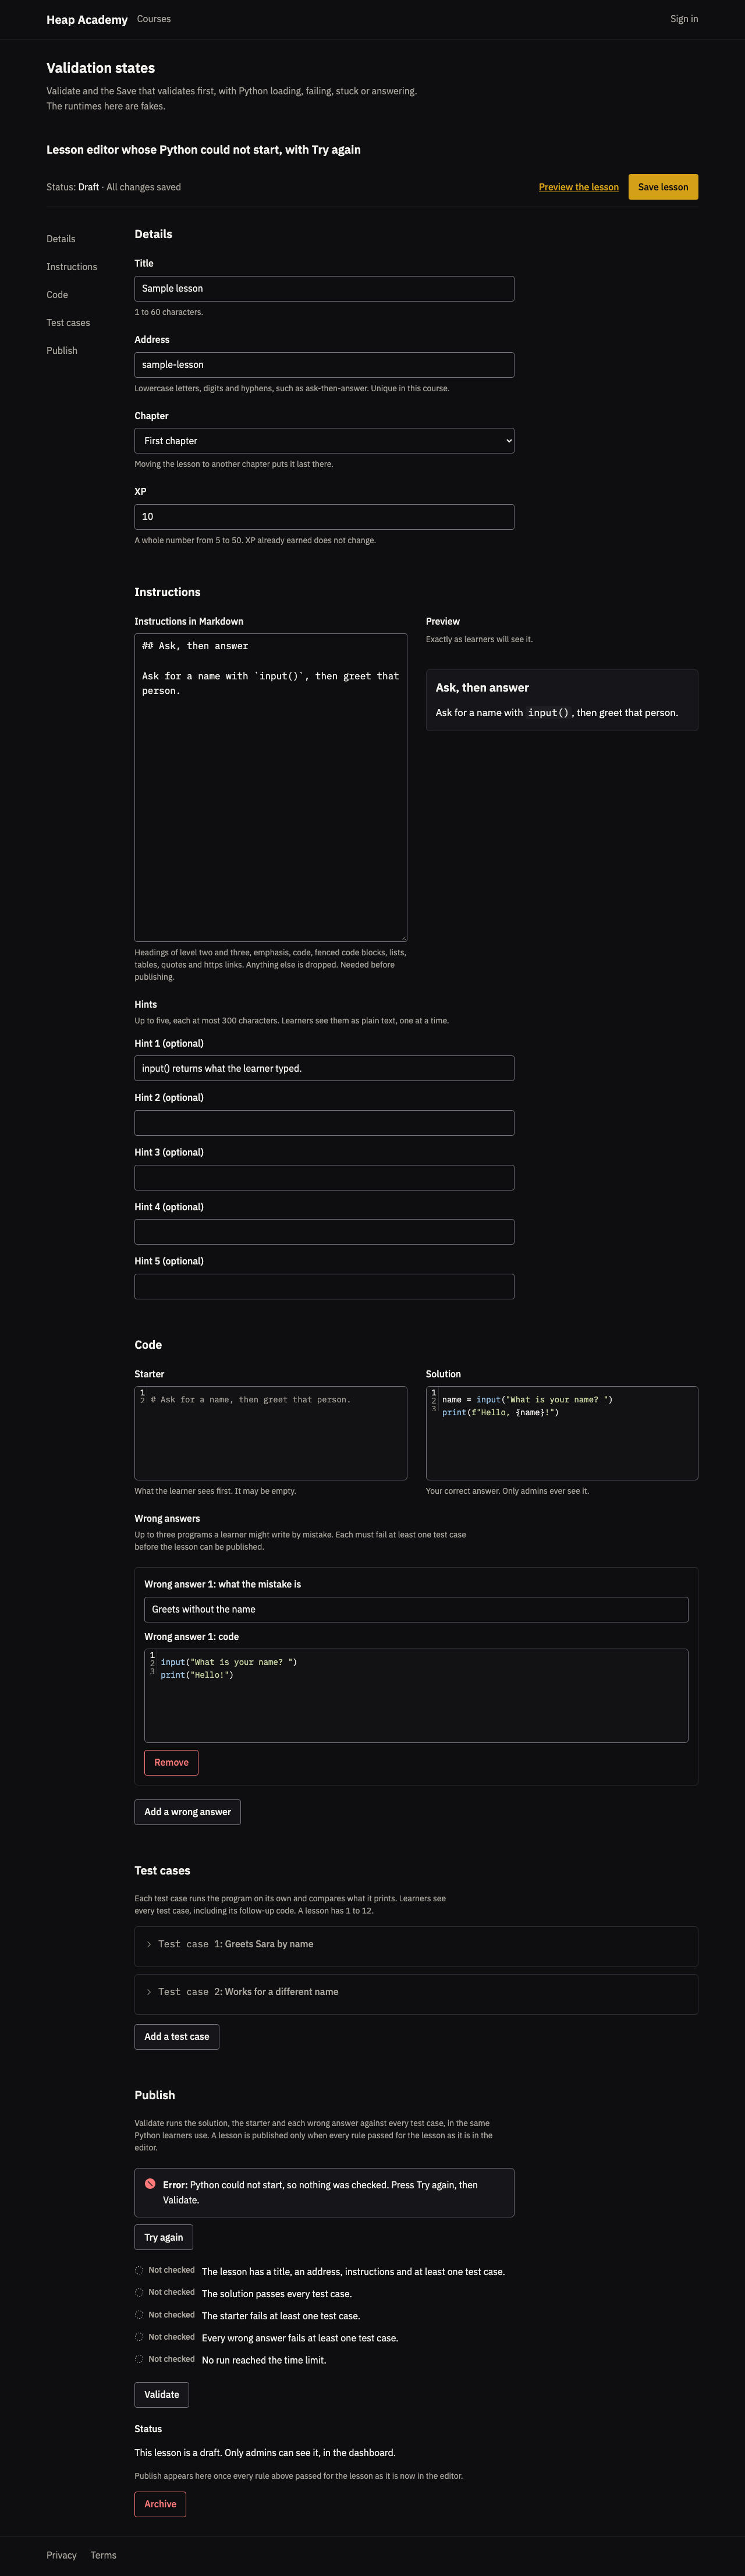 Heap Academy Courses Sign in
Validation states
Validate and the Save that validates first, with Python loading, failing, stuck or answering.
The runtimes here are fakes.
Lesson editor whose Python could not start, with Try again
Status: Draft · All changes saved Preview the lesson Save lesson
Details
Instructions
Code
Test cases
Publish
Details
Title
Sample lesson
1 to 60 characters.
Address
sample-lesson
Lowercase letters, digits and hyphens, such as ask-then-answer. Unique in this course.
Chapter
First chapter
Moving the lesson to another chapter puts it last there.
XP
10
A whole number from 5 to 50. XP already earned does not change.
Instructions
Instructions in Markdown
## Ask, then answer
Ask for a name with `input()`, then greet that
person.
Headings of level two and three, emphasis, code, fenced code blocks, lists,
tables, quotes and https links. Anything else is dropped. Needed before
publishing.
Preview
Exactly as learners will see it.
Ask, then answer
Ask for a name with input(), then greet that person.
Hints
Up to five, each at most 300 characters. Learners see them as plain text, one at a time.
Hint 1 (optional)
input() returns what the learner typed.
Hint 2 (optional)
Hint 3 (optional)
Hint 4 (optional)
Hint 5 (optional)
Code
Starter
1
2
# Ask for a name, then greet that person.
What the learner sees first. It may be empty.
Solution
1
2
3
name = input("What is your name? ")
print(f"Hello, {name}!")
Your correct answer. Only admins ever see it.
Wrong answers
Up to three programs a learner might write by mistake. Each must fail at least one test case
before the lesson can be published.
Wrong answer 1: what the mistake is
Greets without the name
Wrong answer 1: code
1
2
3
input("What is your name? ")
print("Hello!")
Remove
Add a wrong answer
Test cases
Each test case runs the program on its own and compares what it prints. Learners see
every test case, including its follow-up code. A lesson has 1 to 12.
Test case 1: Greets Sara by name
Test case 2: Works for a different name
Add a test case
Publish
Validate runs the solution, the starter and each wrong answer against every test case, in the same
Python learners use. A lesson is published only when every rule passed for the lesson as it is in the
editor.
Error: Python could not start, so nothing was checked. Press Try again, then
Validate.
Try again
Not checked The lesson has a title, an address, instructions and at least one test case.
Not checked The solution passes every test case.
Not checked The starter fails at least one test case.
Not checked Every wrong answer fails at least one test case.
Not checked No run reached the time limit.
Validate
Status
This lesson is a draft. Only admins can see it, in the dashboard.
Publish appears here once every rule above passed for the lesson as it is now in the editor.
Archive
Privacy Terms